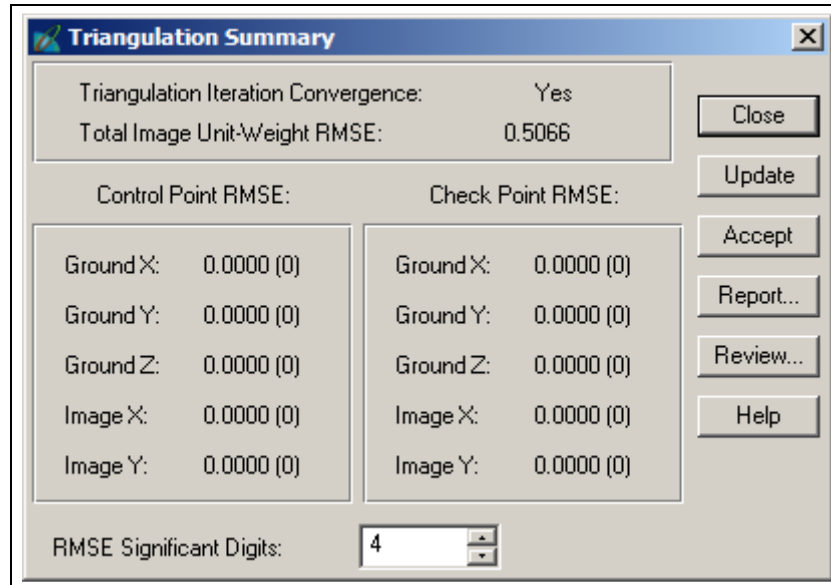 Triangulation Summary
Triangulation Iteration Convergence: Yes
Total Image Unit-Weight RMSE: 0.5066
Control Point RMSE:
Ground X: 0.0000 (0)
Ground Y: 0.0000 (0)
Ground Z: 0.0000 (0)
Image X: 0.0000 (0)
Image Y: 0.0000 (0)
Check Point RMSE:
Ground X: 0.0000 (0)
Ground Y: 0.0000 (0)
Ground Z: 0.0000 (0)
Image X: 0.0000 (0)
Image Y: 0.0000 (0)
RMSE Significant Digits: 4
Close
Update
Accept
Report...
Review...
Help